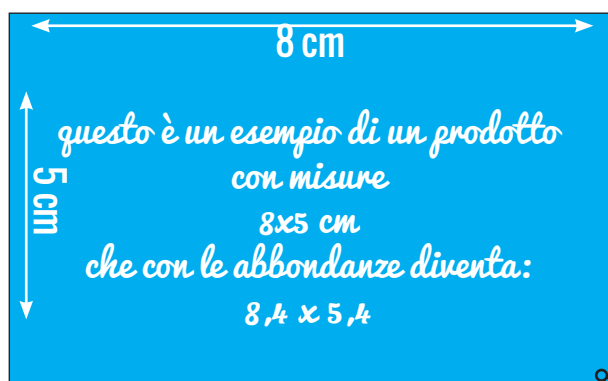 8 cm
5 cm
questo è un esempio di un prodotto
con misure
8x5 cm
che con le abbondanze diventa:
8,4 x 5,4